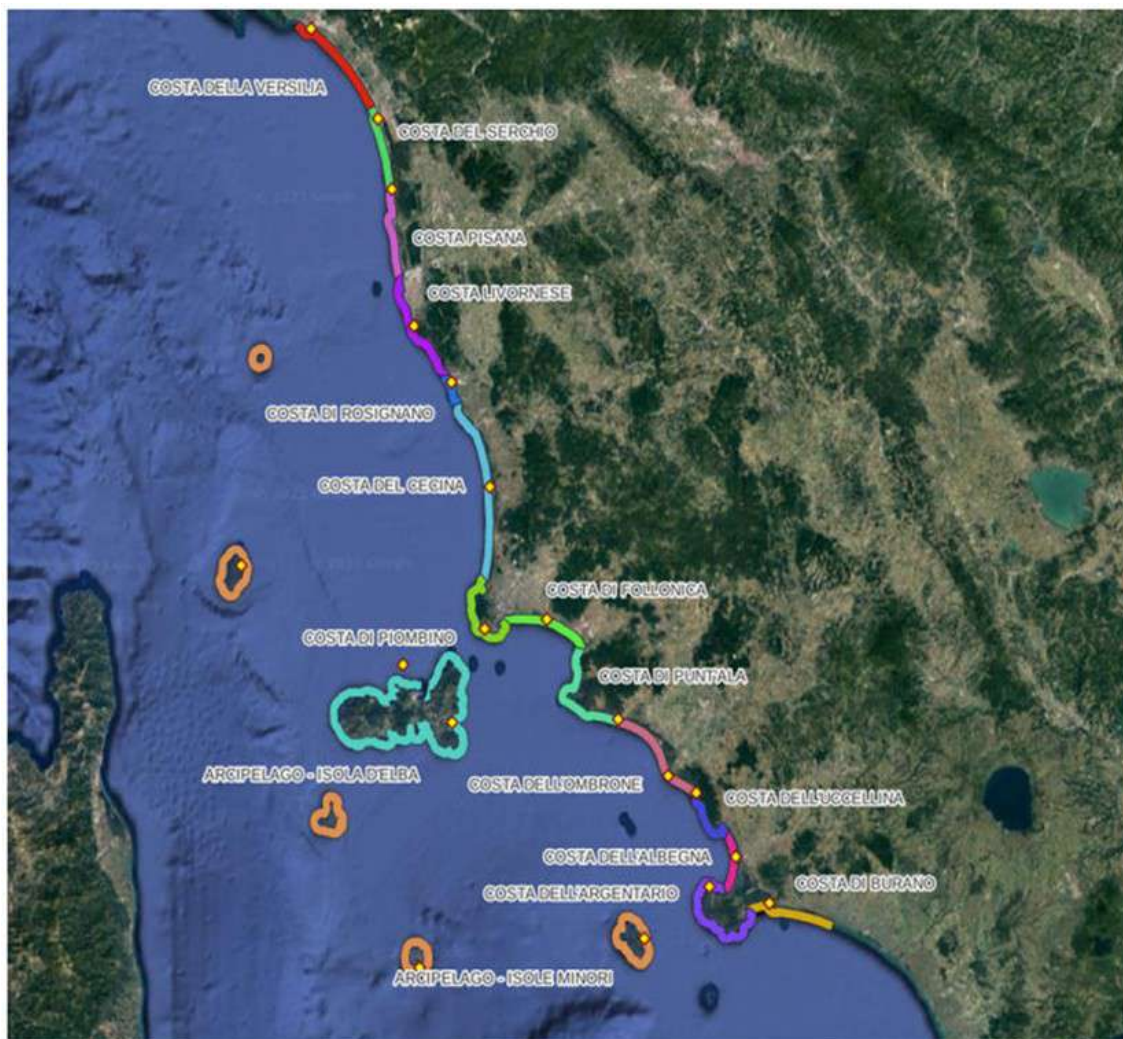 COSTA DELLA VERSILIA
COSTA DEL SERCHIO
COSTA PISANA
COSTA LIVORNESE
COSTA DI ROSIGNANO
COSTA DEL CECINA
COSTA DI FOLLONICA
COSTA DI PIOMBINO
COSTA DI PUNTALA
ARCIPELAGO - ISOLA D'ELBA
COSTA DELL'OMBRONE
COSTA DELL'UCCELLINA
COSTA DELL'ALBEGNA
COSTA DELL'ARGENTARIO
COSTA DI BURANO
ARCIPELAGO - ISOLE MINORI